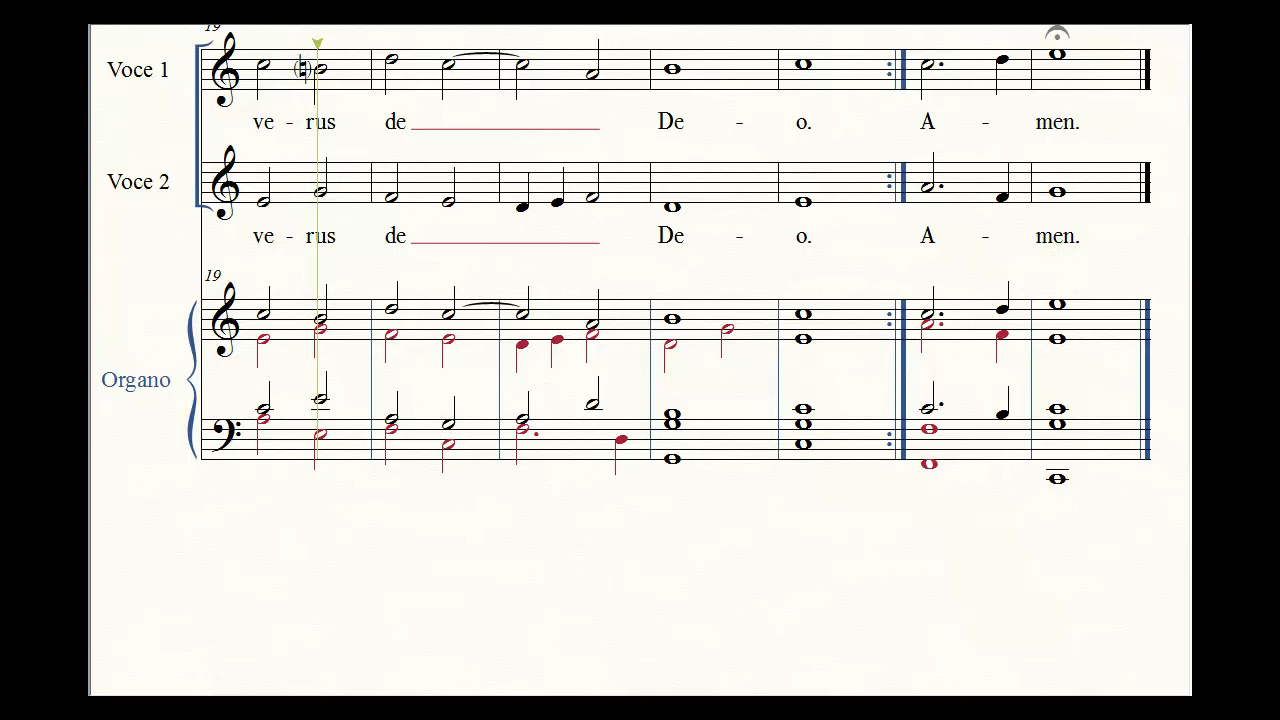 19
Voce 1
ve - rus de De - o. A - men.
Voce 2
ve - rus de De - o. A - men.
19
Organo